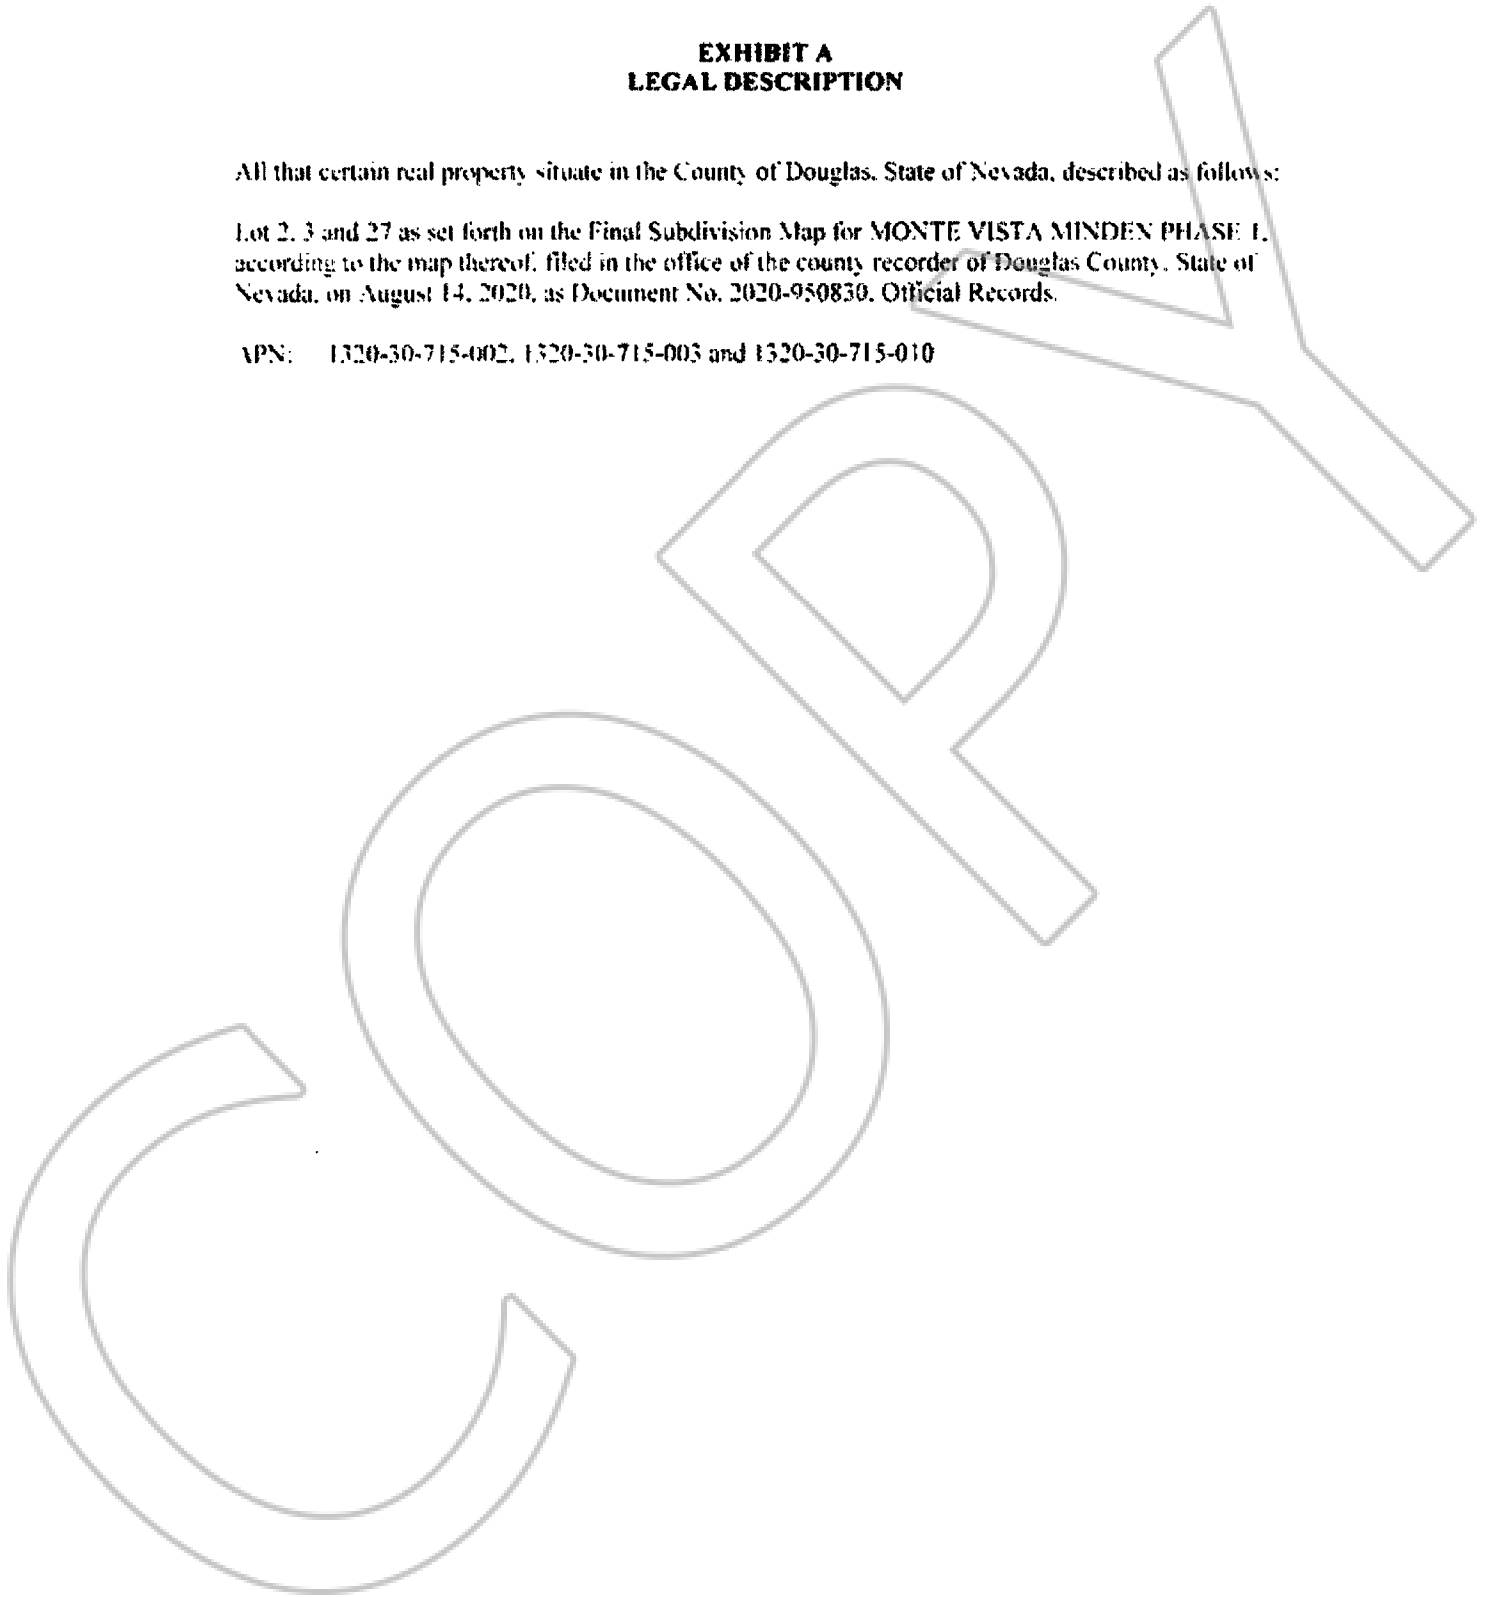 EXHIBIT A
LEGAL DESCRIPTION
All that certain real property situate in the County of Douglas, State of Nevada, described as follows:
Lot 2, 3 and 27 as set forth on the Final Subdivision Map for MONTE VISTA MINDEN PHASE 1,
according to the map thereof, filed in the office of the county recorder of Douglas County, State of
Nevada, on August 14, 2020, as Document No. 2020-950830, Official Records.
APN: 1320-30-715-002, 1320-30-715-003 and 1320-30-715-010
COPY